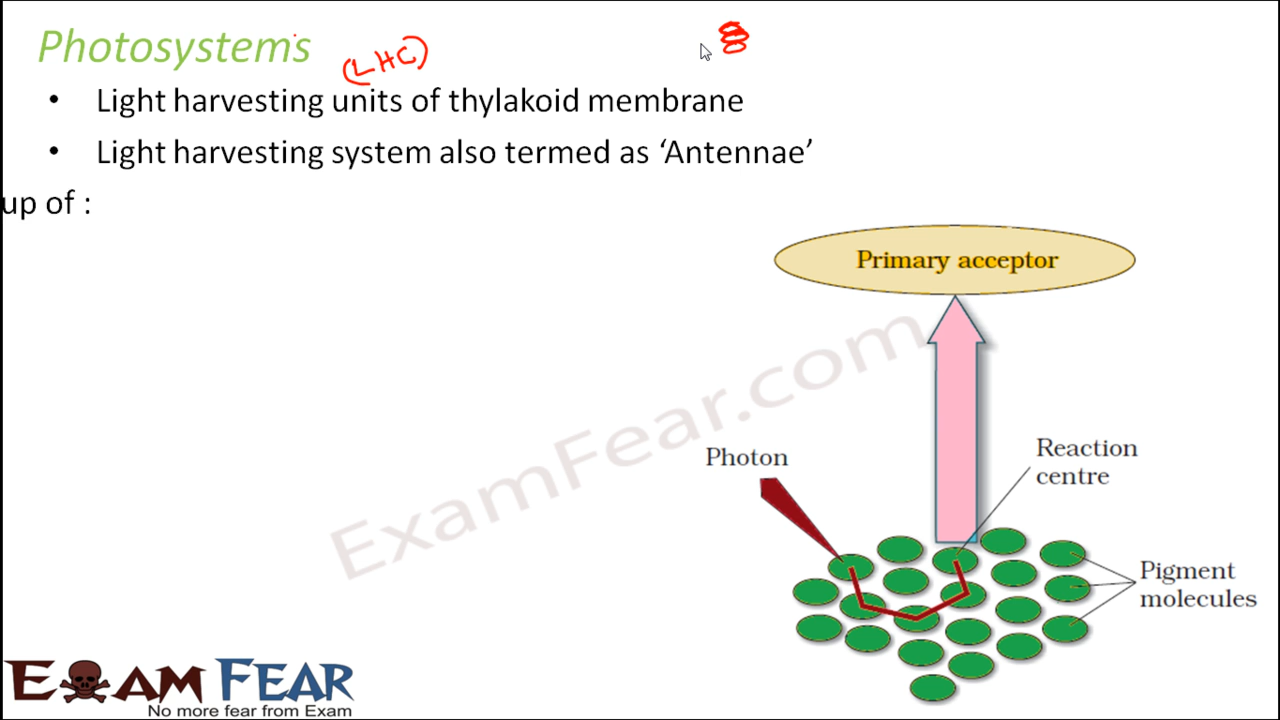 Photosystems
(LHC)
• Light harvesting units of thylakoid membrane
• Light harvesting system also termed as ‘Antennae’
up of :
Primary acceptor
ExamFear.com
Photon
Reaction
centre
Pigment
molecules
EXAM FEAR
No more fear from Exam